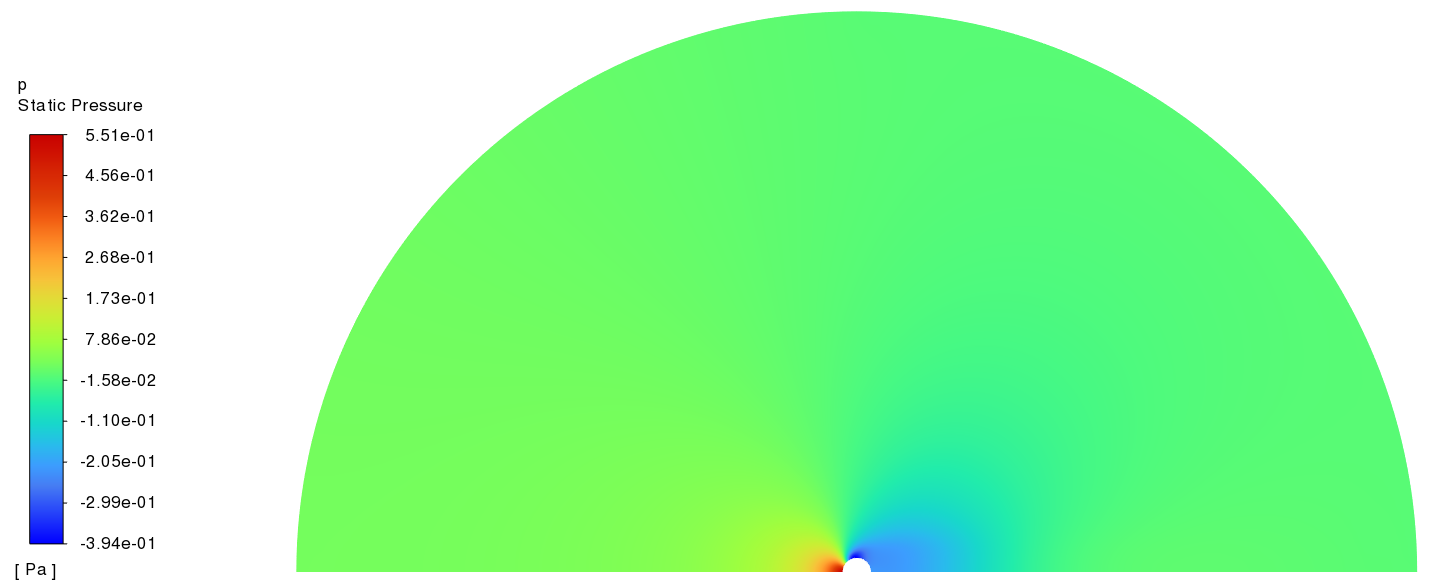 p
Static Pressure
5.51e-01
4.56e-01
3.62e-01
2.68e-01
1.73e-01
7.86e-02
-1.58e-02
-1.10e-01
-2.05e-01
-2.99e-01
-3.94e-01
[ Pa ]